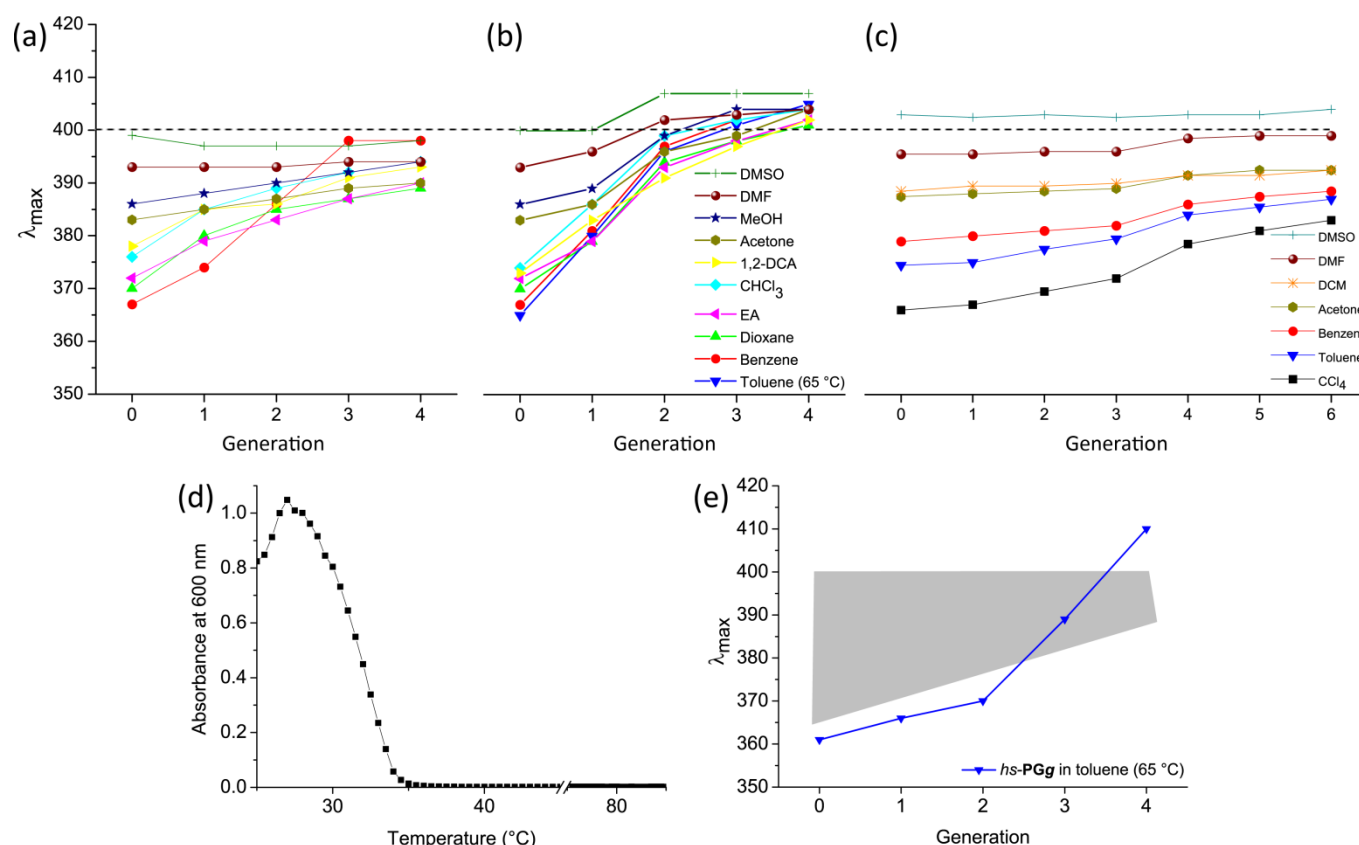 (a)
λmax
420
410
400
390
380
370
360
350
0 1 2 3 4
Generation
(b)
DMSO
DMF
MeOH
Acetone
1,2-DCA
CHCl3
EA
Dioxane
Benzene
Toluene (65 °C)
0 1 2 3 4
Generation
(c)
DMSO
DMF
DCM
Acetone
Benzen
Toluene
CCl4
0 1 2 3 4 5 6
Generation
(d)
Absorbance at 600 nm
1.0
0.8
0.6
0.4
0.2
0.0
30 40 80
Temperature (°C)
(e)
λmax
420
410
400
390
380
370
360
350
hs-PGg in toluene (65 °C)
0 1 2 3 4
Generation